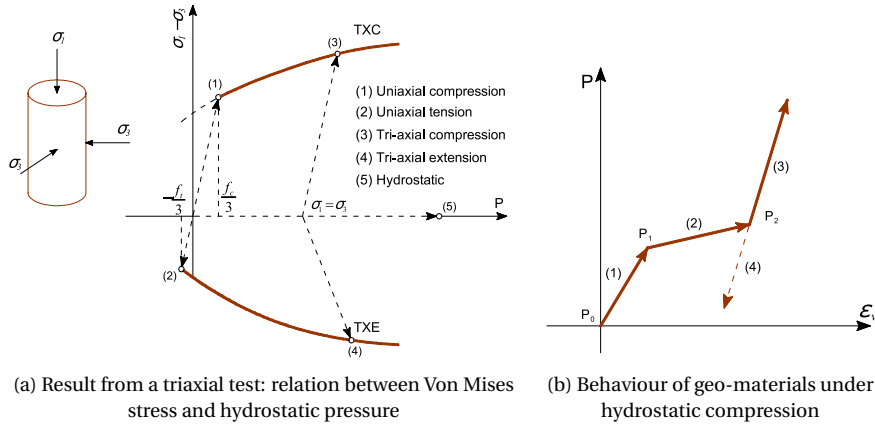 σ₁
σ₃
σ₃
σ₁–σ₃
TXC
(3)
(1)
(1) Uniaxial compression
(2) Uniaxial tension
(3) Tri-axial compression
(4) Tri-axial extension
(5) Hydrostatic
−fₜ/3
f_c/3
σ₁=σ₃
P
(5)
(2)
TXE
(4)
P
(3)
P₂
(2)
P₁
(4)
(1)
P₀
εᵥ
(a) Result from a triaxial test: relation between Von Mises
stress and hydrostatic pressure
(b) Behaviour of geo-materials under
hydrostatic compression